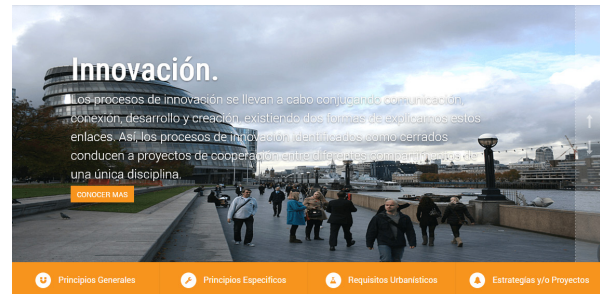 Innovación.
Los procesos de innovación se llevan a cabo conjugando comunicación,
conexión, desarrollo y creación, existiendo dos formas de explicarnos estos
enlaces. Así, los procesos de innovación identificados como cerrados
conducen a proyectos de cooperación entre diferentes
una única disciplina.
CONOCER MAS
Principios Generales
Principios Especificos
Requisitos Urbanísticos
Estrategias y/o Proyectos